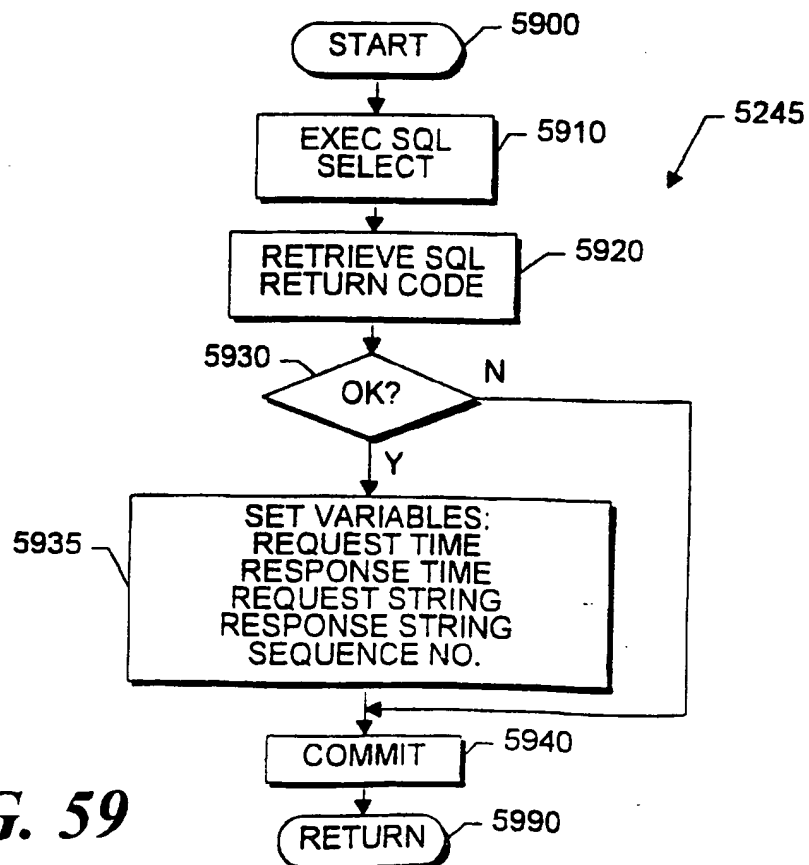 START
5900
5245
EXEC SQL
SELECT
5910
RETRIEVE SQL
RETURN CODE
5920
5930
OK?
N
Y
5935
SET VARIABLES:
REQUEST TIME
RESPONSE TIME
REQUEST STRING
RESPONSE STRING
SEQUENCE NO.
COMMIT
5940
G. 59
RETURN
5990